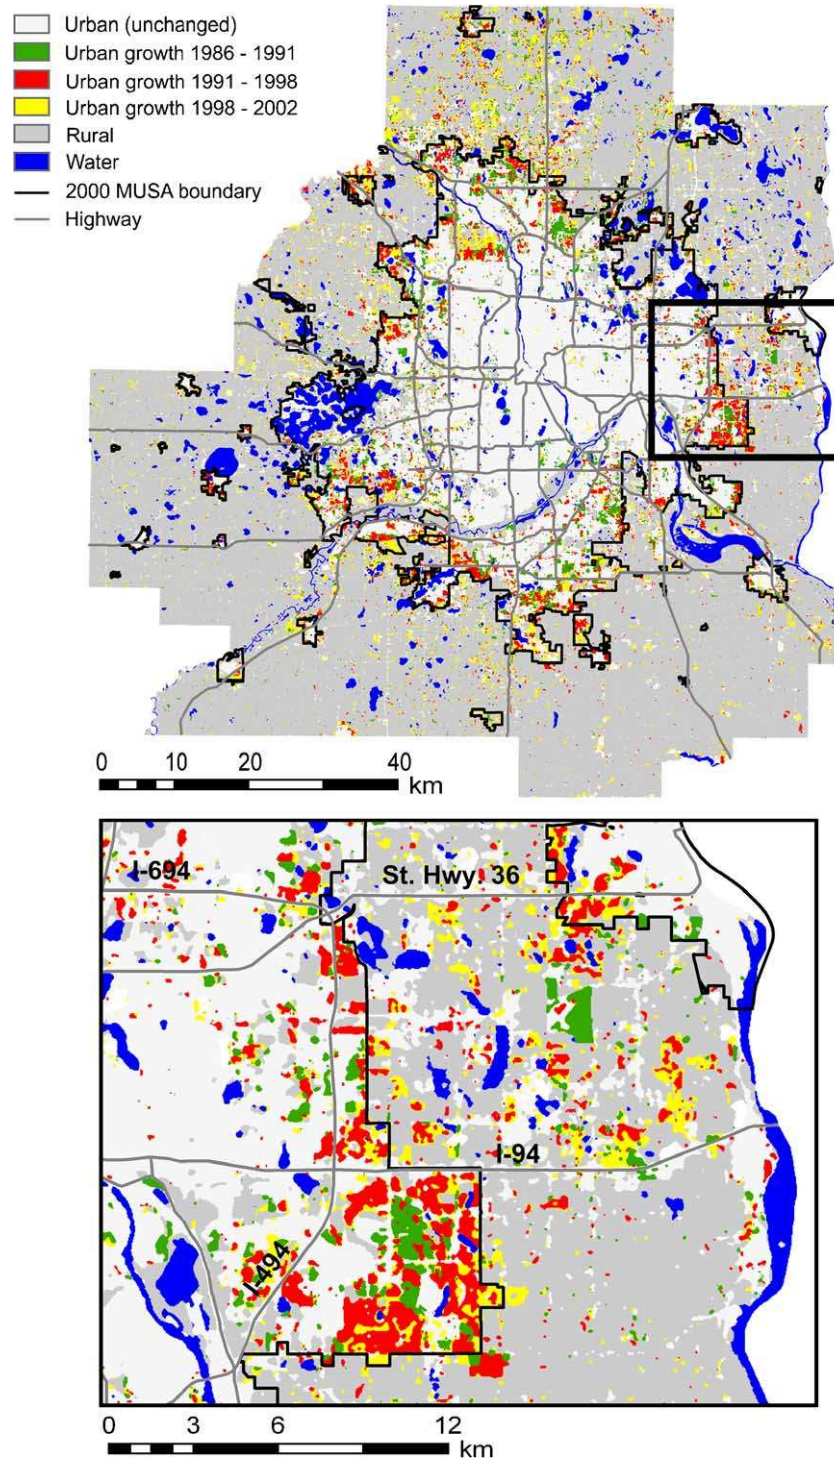 Urban (unchanged)
Urban growth 1986 - 1991
Urban growth 1991 - 1998
Urban growth 1998 - 2002
Rural
Water
2000 MUSA boundary
Highway
0 10 20 40
km
I-694
St. Hwy. 36
I-94
I-494
0 3 6 12
km